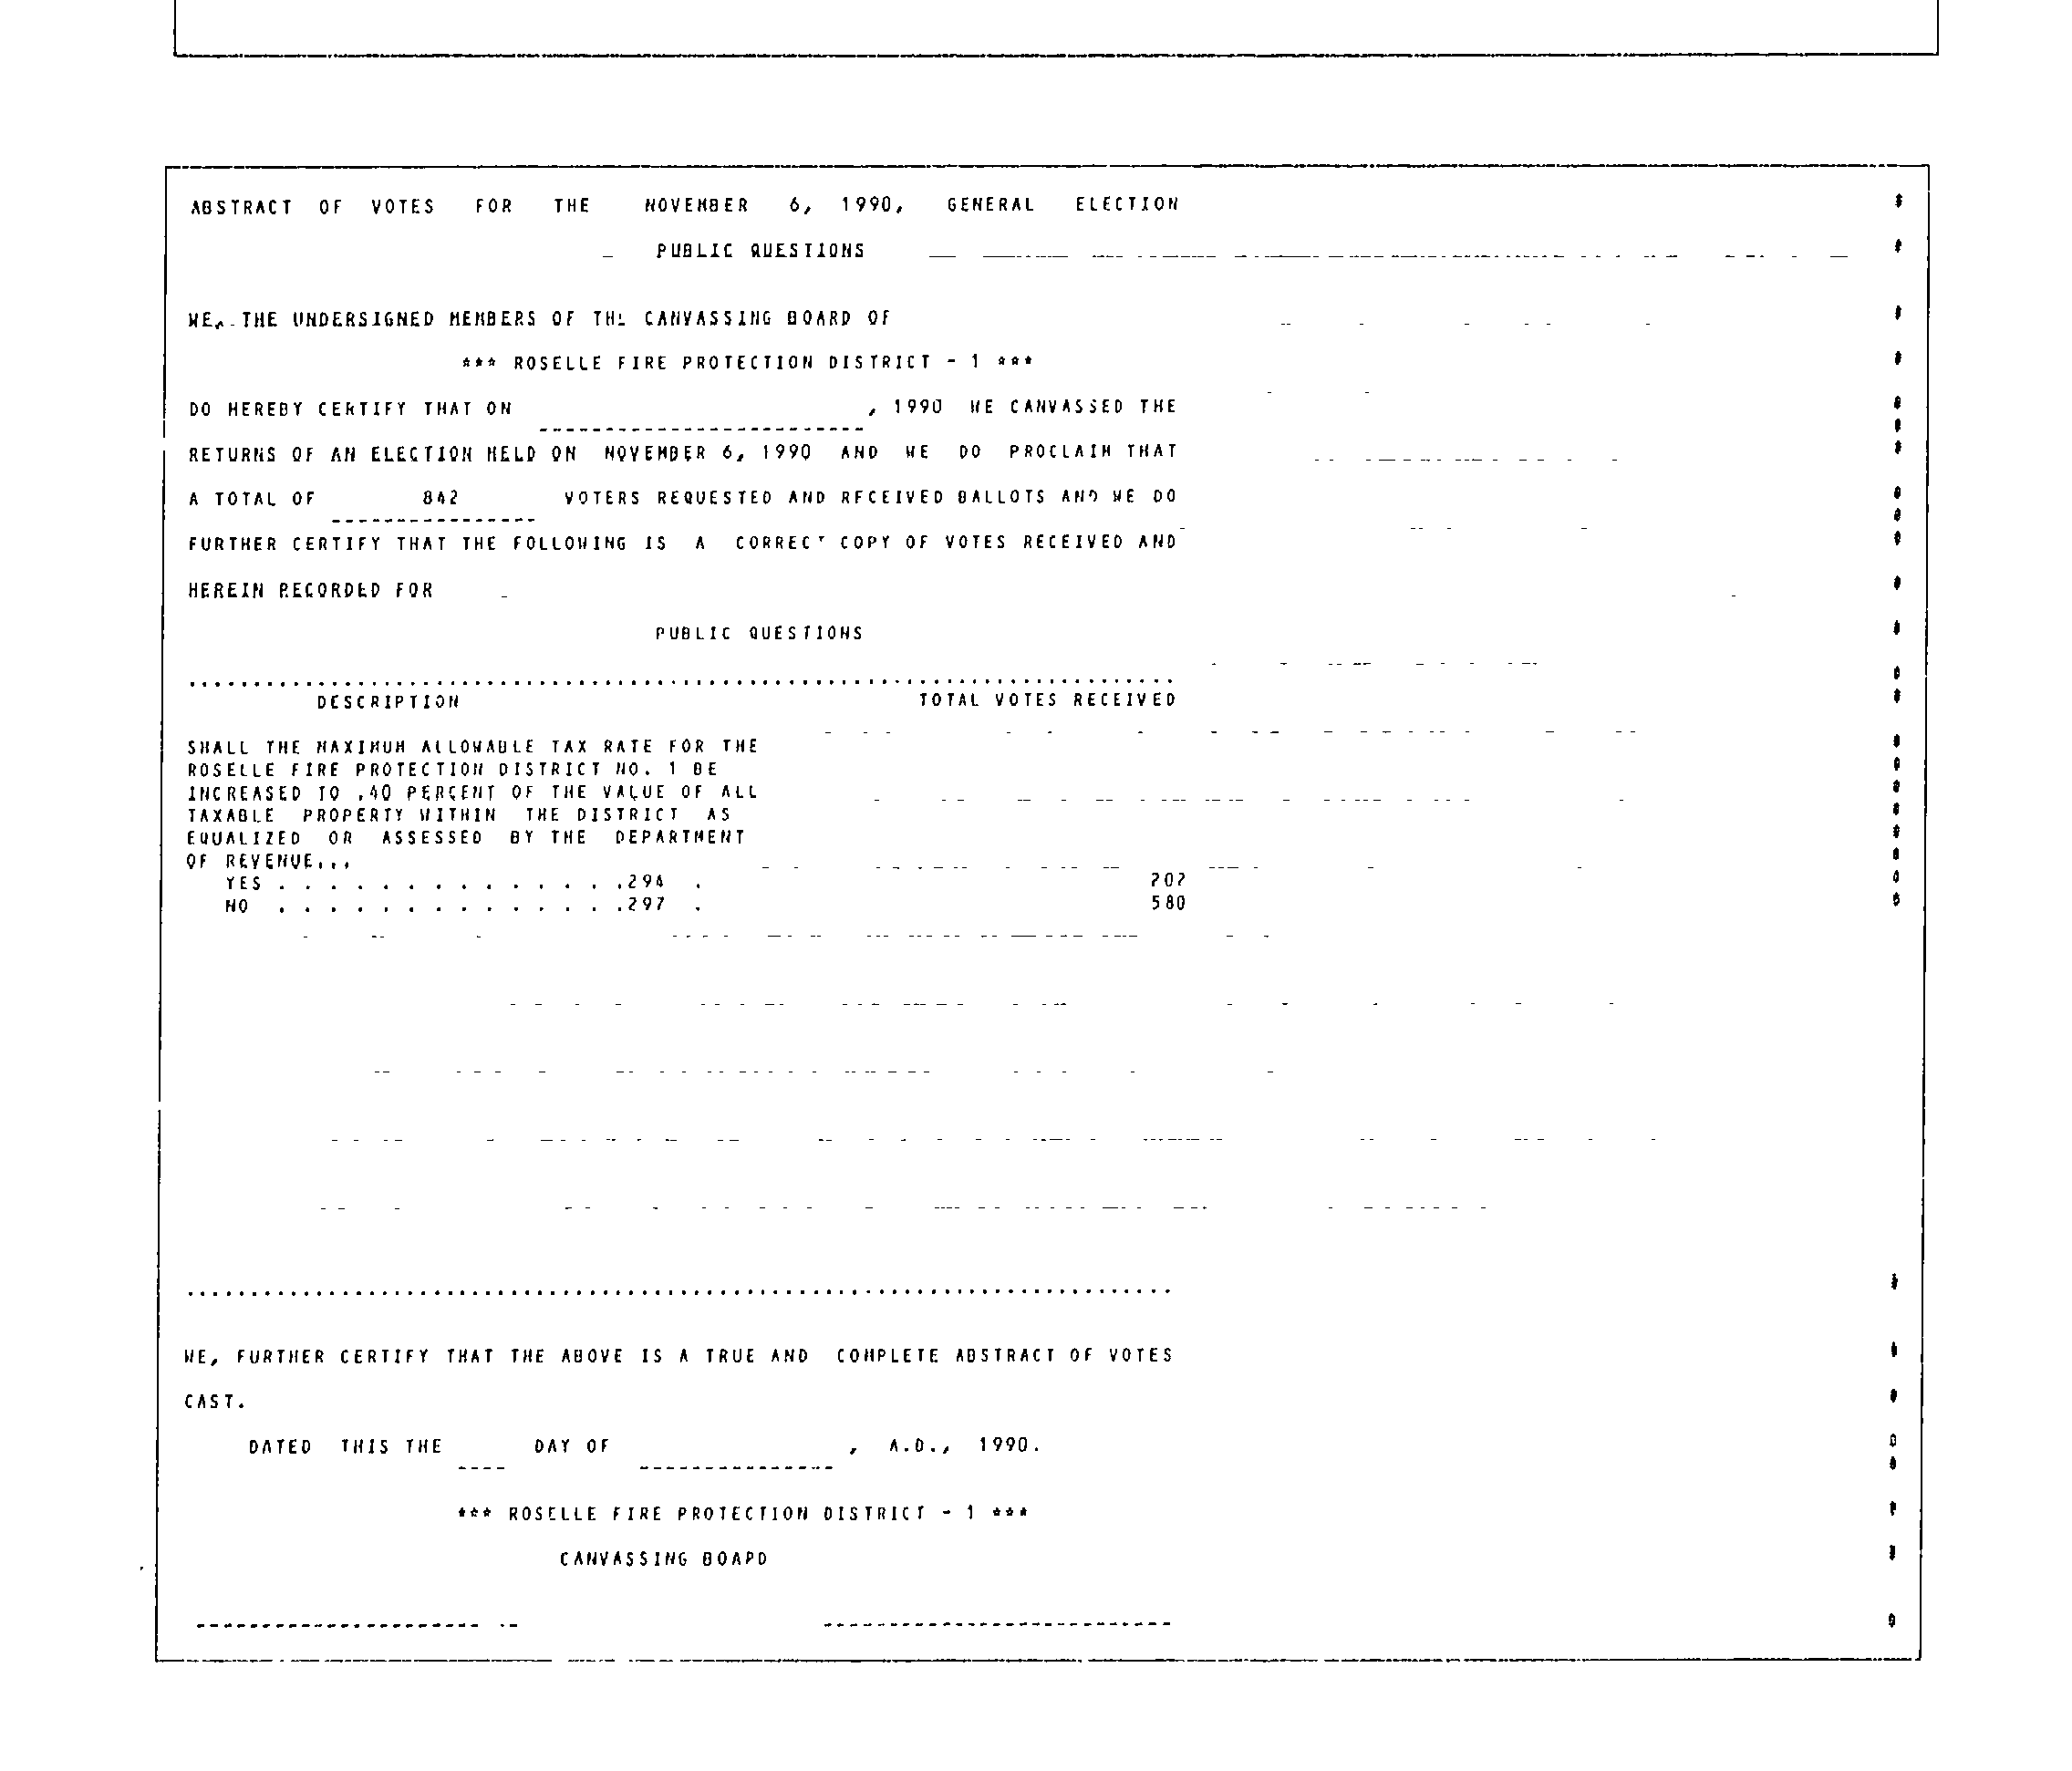 ABSTRACT OF VOTES FOR THE NOVEMBER 6, 1990, GENERAL ELECTION
PUBLIC QUESTIONS
WE, THE UNDERSIGNED MEMBERS OF THE CANVASSING BOARD OF
*** ROSELLE FIRE PROTECTION DISTRICT - 1 ***
DO HEREBY CERTIFY THAT ON , 1990 WE CANVASSED THE
RETURNS OF AN ELECTION HELD ON NOVEMBER 6, 1990 AND WE DO PROCLAIM THAT
A TOTAL OF 842 VOTERS REQUESTED AND RECEIVED BALLOTS AND WE DO
FURTHER CERTIFY THAT THE FOLLOWING IS A CORRECT COPY OF VOTES RECEIVED AND
HEREIN RECORDED FOR
PUBLIC QUESTIONS
DESCRIPTION TOTAL VOTES RECEIVED
SHALL THE MAXIMUM ALLOWABLE TAX RATE FOR THE
ROSELLE FIRE PROTECTION DISTRICT NO. 1 BE
INCREASED TO .40 PERCENT OF THE VALUE OF ALL
TAXABLE PROPERTY WITHIN THE DISTRICT AS
EQUALIZED OR ASSESSED BY THE DEPARTMENT
OF REVENUE...
YES . . . . . . . . . . . . . .294 . 202
NO . . . . . . . . . . . . . .297 . 580
WE, FURTHER CERTIFY THAT THE ABOVE IS A TRUE AND COMPLETE ABSTRACT OF VOTES
CAST.
DATED THIS THE DAY OF , A.D., 1990.
*** ROSELLE FIRE PROTECTION DISTRICT - 1 ***
CANVASSING BOARD